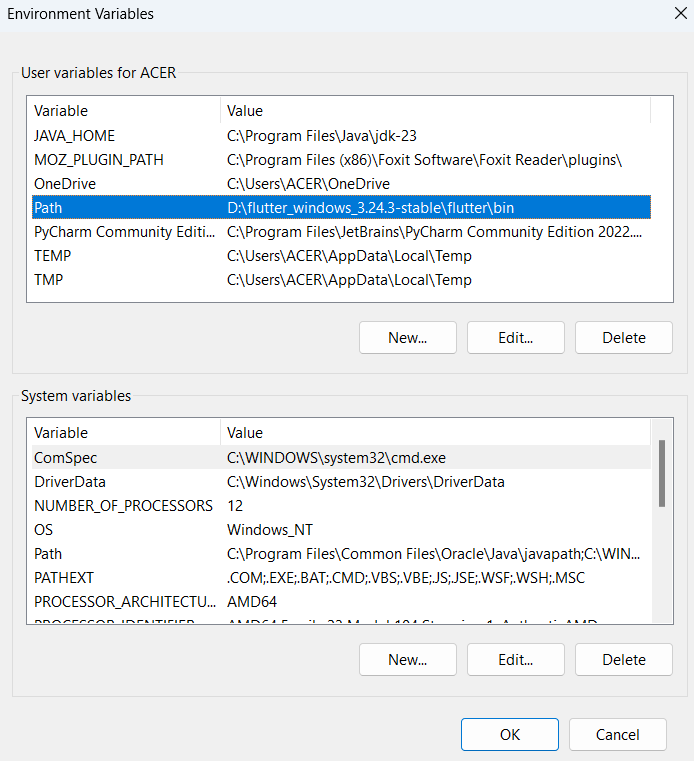 Environment Variables
User variables for ACER
Variable Value
JAVA_HOME C:\Program Files\Java\jdk-23
MOZ_PLUGIN_PATH C:\Program Files (x86)\Foxit Software\Foxit Reader\plugins\
OneDrive C:\Users\ACER\OneDrive
Path D:\flutter_windows_3.24.3-stable\flutter\bin
PyCharm Community Editi... C:\Program Files\JetBrains\PyCharm Community Edition 2022....
TEMP C:\Users\ACER\AppData\Local\Temp
TMP C:\Users\ACER\AppData\Local\Temp
New... Edit... Delete
System variables
Variable Value
ComSpec C:\WINDOWS\system32\cmd.exe
DriverData C:\Windows\System32\Drivers\DriverData
NUMBER_OF_PROCESSORS 12
OS Windows_NT
Path C:\Program Files\Common Files\Oracle\Java\javapath;C:\WIN...
PATHEXT .COM;.EXE;.BAT;.CMD;.VBS;.VBE;.JS;.JSE;.WSF;.WSH;.MSC
PROCESSOR_ARCHITECTU... AMD64
New... Edit... Delete
OK Cancel